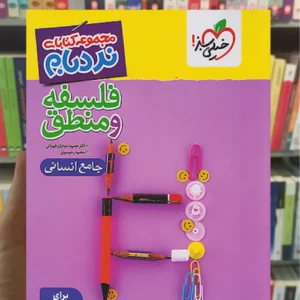 خیلی سبز!
مجموعه کتاب‌های
نردبام
فلسفه
و منطق
جامع انسانی
برای